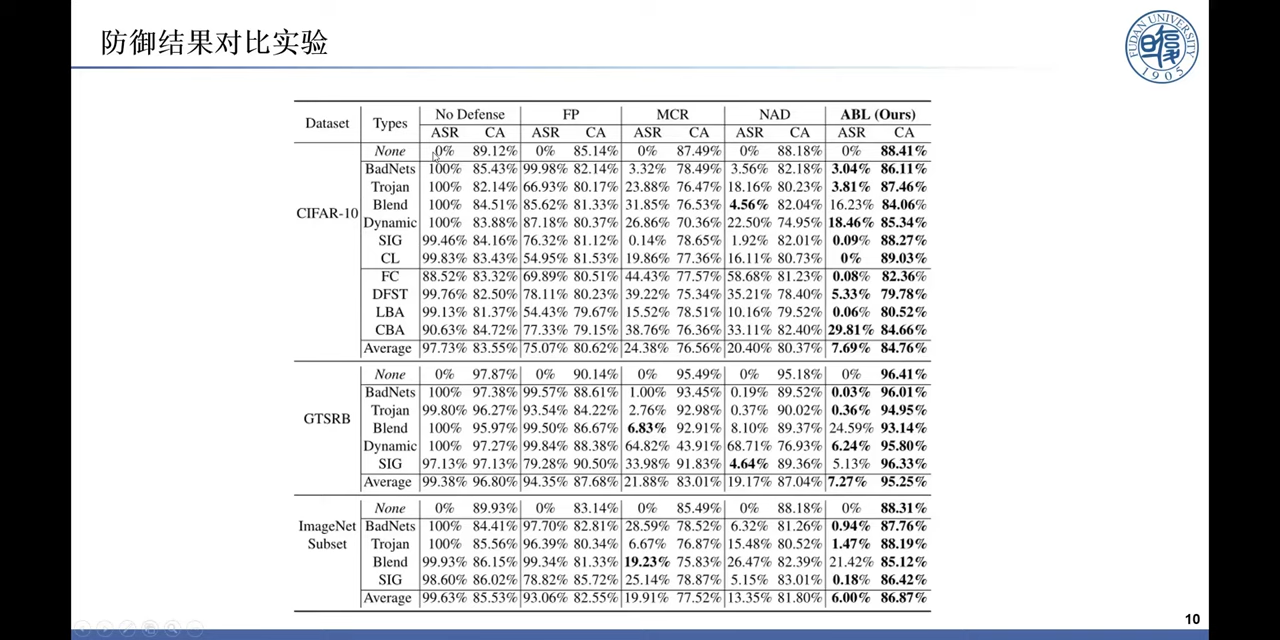 防御结果对比实验
FUDAN UNIVERSITY
1905
Dataset Types No Defense FP MCR NAD ABL (Ours)
ASR CA ASR CA ASR CA ASR CA ASR CA
None 0% 89.12% 0% 85.14% 0% 87.49% 0% 88.18% 0% 88.41%
BadNets 100% 85.43% 99.98% 82.14% 3.32% 78.49% 3.56% 82.18% 3.04% 86.11%
Trojan 100% 82.14% 66.93% 80.17% 23.88% 76.47% 18.16% 80.23% 3.81% 87.46%
Blend 100% 84.51% 85.62% 81.33% 31.85% 76.53% 4.56% 82.04% 16.23% 84.06%
CIFAR-10 Dynamic 100% 83.88% 87.18% 80.37% 26.86% 70.36% 22.50% 74.95% 18.46% 85.34%
SIG 99.46% 84.16% 76.32% 81.12% 0.14% 78.65% 1.92% 82.01% 0.09% 88.27%
CL 99.83% 83.43% 54.95% 81.53% 19.86% 77.36% 16.11% 80.73% 0% 89.03%
FC 88.52% 83.32% 69.89% 80.51% 44.43% 77.57% 58.68% 81.23% 0.08% 82.36%
DFST 99.76% 82.50% 78.11% 80.23% 39.22% 75.34% 35.21% 78.40% 5.33% 79.78%
LBA 99.13% 81.37% 54.43% 79.67% 15.52% 78.51% 10.16% 79.52% 0.06% 80.52%
CBA 90.63% 84.72% 77.33% 79.15% 38.76% 76.36% 33.11% 82.40% 29.81% 84.66%
Average 97.73% 83.55% 75.07% 80.62% 24.38% 76.56% 20.40% 80.37% 7.69% 84.76%
None 0% 97.87% 0% 90.14% 0% 95.49% 0% 95.18% 0% 96.41%
BadNets 100% 97.38% 99.57% 88.61% 1.00% 93.45% 0.19% 89.52% 0.03% 96.01%
GTSRB Trojan 99.80% 96.27% 93.54% 84.22% 2.76% 92.98% 0.37% 90.02% 0.36% 94.95%
Blend 100% 95.97% 99.50% 86.67% 6.83% 92.91% 8.10% 89.37% 24.59% 93.14%
Dynamic 100% 97.27% 99.84% 88.38% 64.82% 43.91% 68.71% 76.93% 6.24% 95.80%
SIG 97.13% 97.13% 79.28% 90.50% 33.98% 91.83% 4.64% 89.36% 5.13% 96.33%
Average 99.38% 96.80% 94.35% 87.68% 21.88% 83.01% 19.17% 87.04% 7.27% 95.25%
None 0% 89.93% 0% 83.14% 0% 85.49% 0% 88.18% 0% 88.31%
ImageNet BadNets 100% 84.41% 97.70% 82.81% 28.59% 78.52% 6.32% 81.26% 0.94% 87.76%
Subset Trojan 100% 85.56% 96.39% 80.34% 6.67% 76.87% 15.48% 80.52% 1.47% 88.19%
Blend 99.93% 86.15% 99.34% 81.33% 19.23% 75.83% 26.47% 82.39% 21.42% 85.12%
SIG 98.60% 86.02% 78.82% 85.72% 25.14% 78.87% 5.15% 83.01% 0.18% 86.42%
Average 99.63% 85.53% 93.06% 82.55% 19.91% 77.52% 13.35% 81.80% 6.00% 86.87%
10